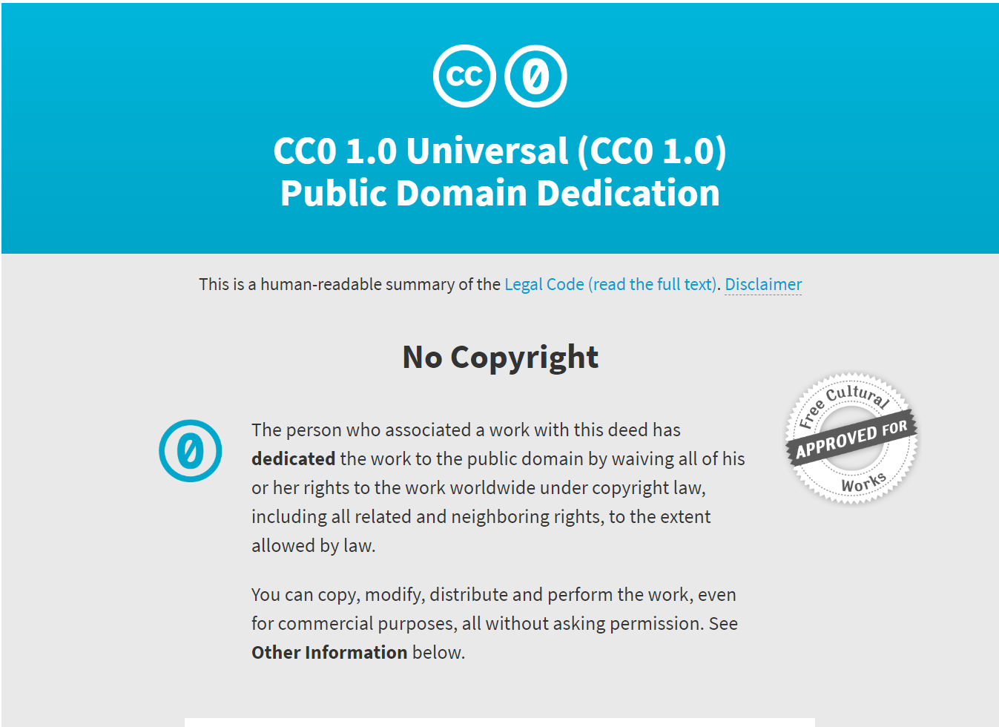 cc 0
CC0 1.0 Universal (CC0 1.0)
Public Domain Dedication
This is a human-readable summary of the Legal Code (read the full text). Disclaimer
No Copyright
Free Cultural
APPROVED FOR
Works
0
The person who associated a work with this deed has
dedicated the work to the public domain by waiving all of his
or her rights to the work worldwide under copyright law,
including all related and neighboring rights, to the extent
allowed by law.
You can copy, modify, distribute and perform the work, even
for commercial purposes, all without asking permission. See
Other Information below.